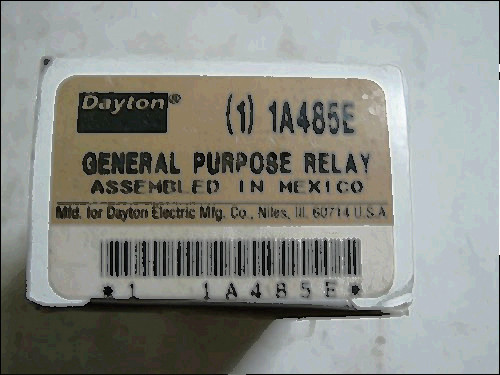 Dayton® (1) 1A485E
GENERAL PURPOSE RELAY
ASSEMBLED IN MEXICO
Mfd. for Dayton Electric Mfg. Co., Niles, Ill. 60714 U.S.A.
*1 1A485E*